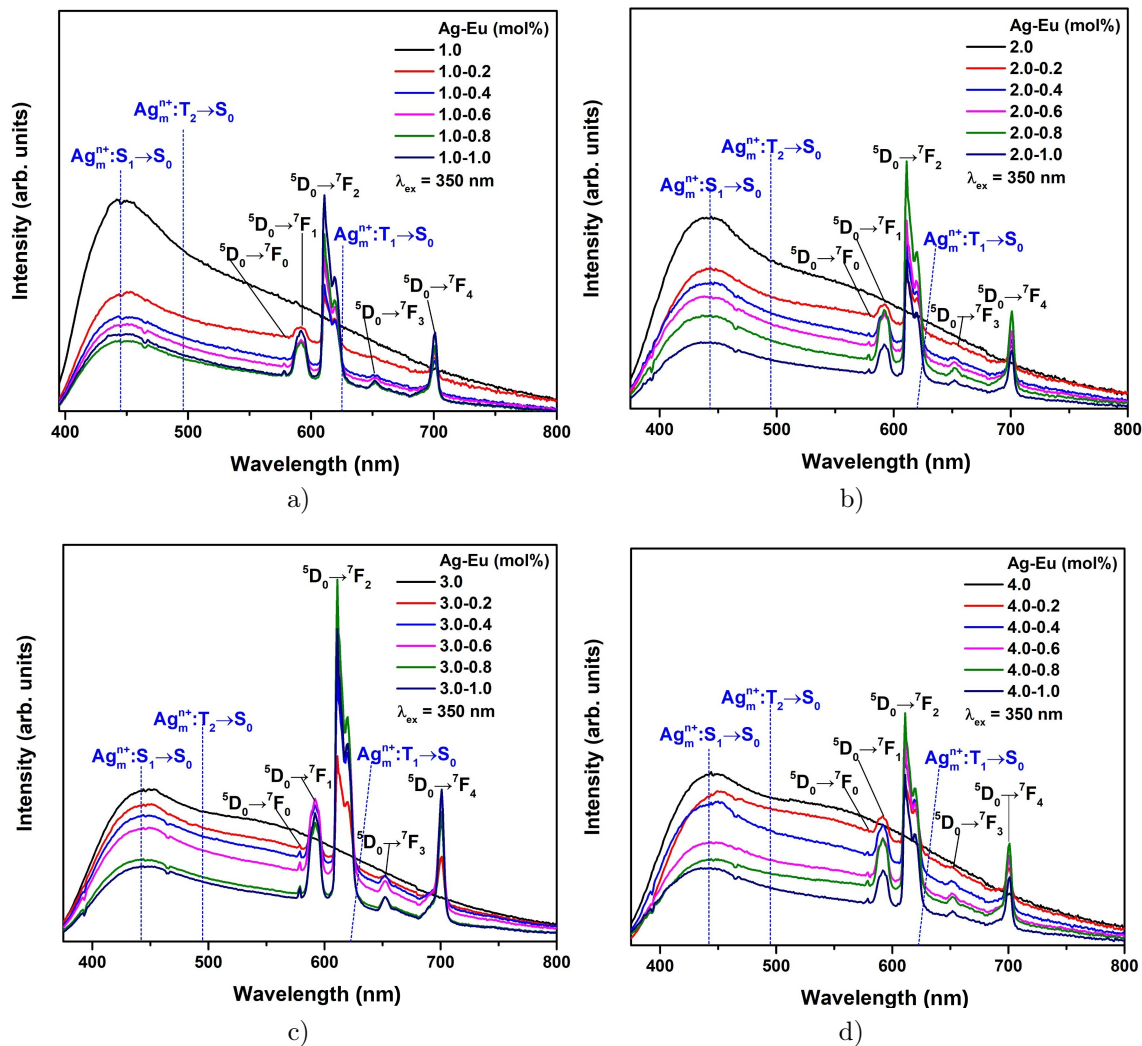 Ag-Eu (mol%)
1.0
1.0-0.2
1.0-0.4
1.0-0.6
1.0-0.8
1.0-1.0
λex = 350 nm
Agmn+:T2→S0
Agmn+:S1→S0
5D0→7F2
5D0→7F1
Agmn+:T1→S0
5D0→7F0
5D0→7F4
5D0→7F3
Intensity (arb. units)
400 500 600 700 800
Wavelength (nm)
a)
Ag-Eu (mol%)
2.0
2.0-0.2
2.0-0.4
2.0-0.6
2.0-0.8
2.0-1.0
λex = 350 nm
Agmn+:T2→S0
5D0→7F2
Agmn+:S1→S0
5D0→7F1
Agmn+:T1→S0
5D0→7F0
5D0→7F4
5D0→7F3
Intensity (arb. units)
400 500 600 700 800
Wavelength (nm)
b)
Ag-Eu (mol%)
3.0
3.0-0.2
3.0-0.4
3.0-0.6
3.0-0.8
3.0-1.0
λex = 350 nm
5D0→7F2
Agmn+:T2→S0
Agmn+:S1→S0
Agmn+:T1→S0
5D0→7F1
5D0→7F4
5D0→7F0
5D0→7F3
Intensity (arb. units)
400 500 600 700 800
Wavelength (nm)
c)
Ag-Eu (mol%)
4.0
4.0-0.2
4.0-0.4
4.0-0.6
4.0-0.8
4.0-1.0
λex = 350 nm
Agmn+:T2→S0
5D0→7F2
Agmn+:S1→S0
5D0→7F1
Agmn+:T1→S0
5D0→7F0
5D0→7F4
5D0→7F3
Intensity (arb. units)
400 500 600 700 800
Wavelength (nm)
d)